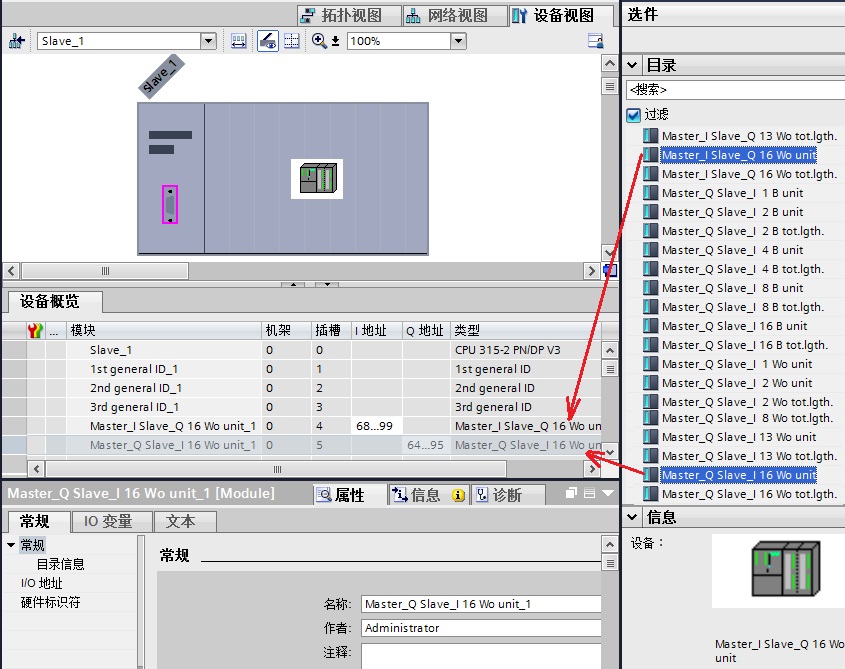 拓扑视图 网络视图 设备视图
Slave_1
100%
Slave_1
设备概览
... 模块 机架 插槽 I 地址 Q 地址 类型
Slave_1 0 0 CPU 315-2 PN/DP V3
1st general ID_1 0 1 1st general ID
2nd general ID_1 0 2 2nd general ID
3rd general ID_1 0 3 3rd general ID
Master_I Slave_Q 16 Wo unit_1 0 4 68...99 Master_I Slave_Q 16 Wo un
Master_Q Slave_I 16 Wo unit_1 0 5 64...95 Master_Q Slave_I 16 Wo un
Master_Q Slave_I 16 Wo unit_1 [Module]
属性 信息 诊断
常规 IO 变量 文本
常规
目录信息
I/O 地址
硬件标识符
常规
名称: Master_Q Slave_I 16 Wo unit_1
作者: Administrator
注释:
选件
目录
<搜索>
过滤
Master_I Slave_Q 13 Wo tot.lgth.
Master_I Slave_Q 16 Wo unit
Master_I Slave_Q 16 Wo tot.lgth.
Master_Q Slave_I 1 B unit
Master_Q Slave_I 2 B unit
Master_Q Slave_I 2 B tot.lgth.
Master_Q Slave_I 4 B unit
Master_Q Slave_I 4 B tot.lgth.
Master_Q Slave_I 8 B unit
Master_Q Slave_I 8 B tot.lgth.
Master_Q Slave_I 16 B unit
Master_Q Slave_I 16 B tot.lgth.
Master_Q Slave_I 1 Wo unit
Master_Q Slave_I 2 Wo unit
Master_Q Slave_I 2 Wo tot.lgth.
Master_Q Slave_I 8 Wo tot.lgth.
Master_Q Slave_I 13 Wo unit
Master_Q Slave_I 13 Wo tot.lgth.
Master_Q Slave_I 16 Wo unit
Master_Q Slave_I 16 Wo tot.lgth.
信息
设备:
Master_I Slave_Q 16 Wo
unit